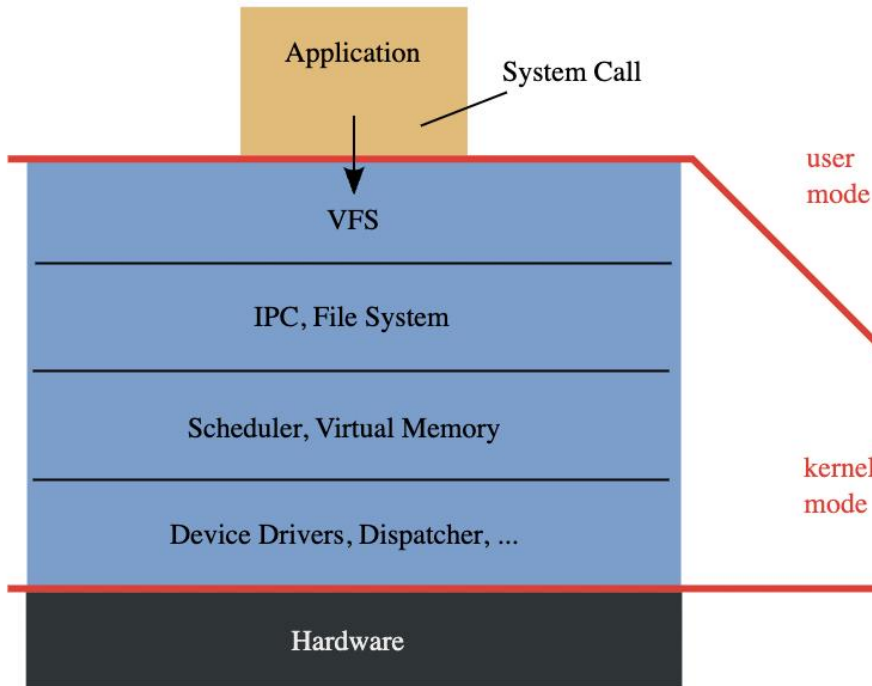 Application
System Call
user
mode
VFS
IPC, File System
Scheduler, Virtual Memory
kernel
mode
Device Drivers, Dispatcher, ...
Hardware